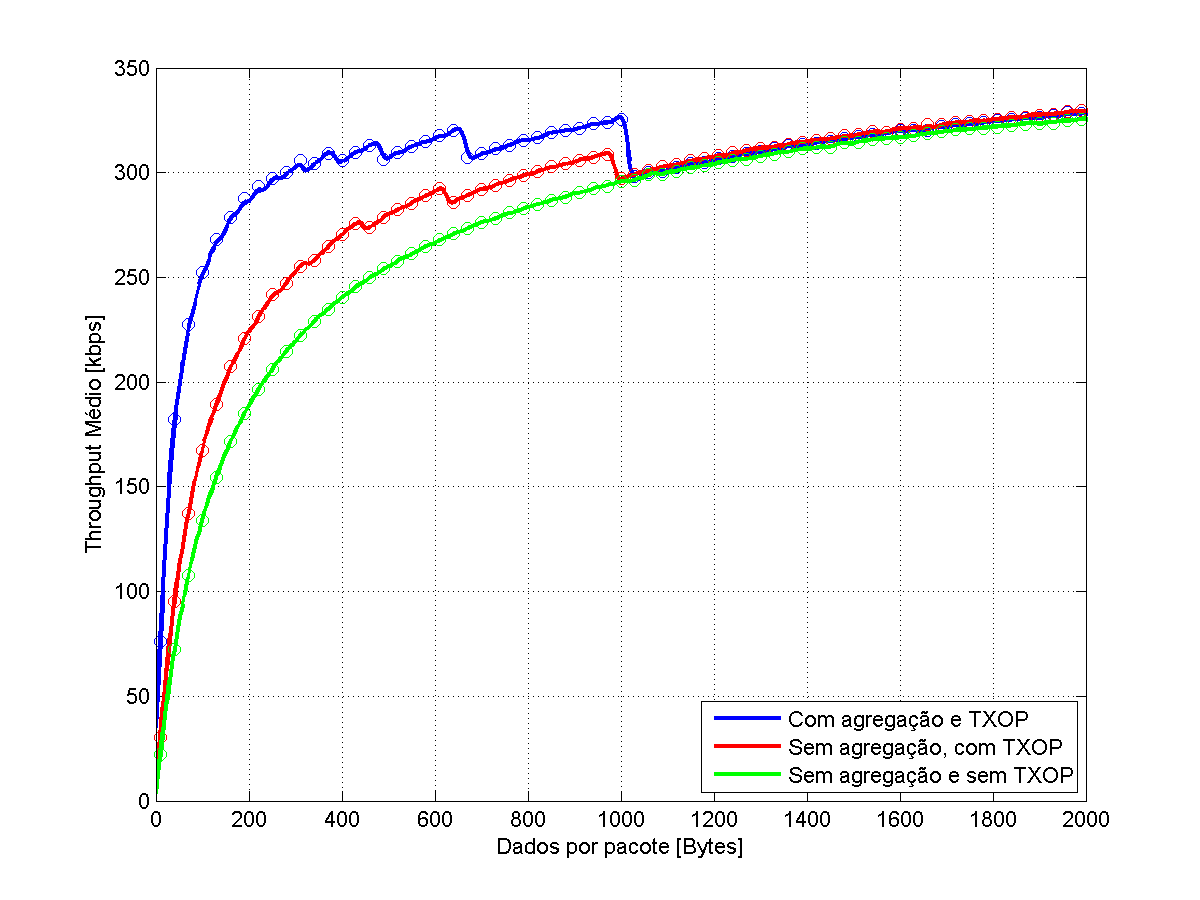 350
300
250
200
150
100
50
0
Throughput Médio [kbps]
0 200 400 600 800 1000 1200 1400 1600 1800 2000
Dados por pacote [Bytes]
Com agregação e TXOP
Sem agregação, com TXOP
Sem agregação e sem TXOP